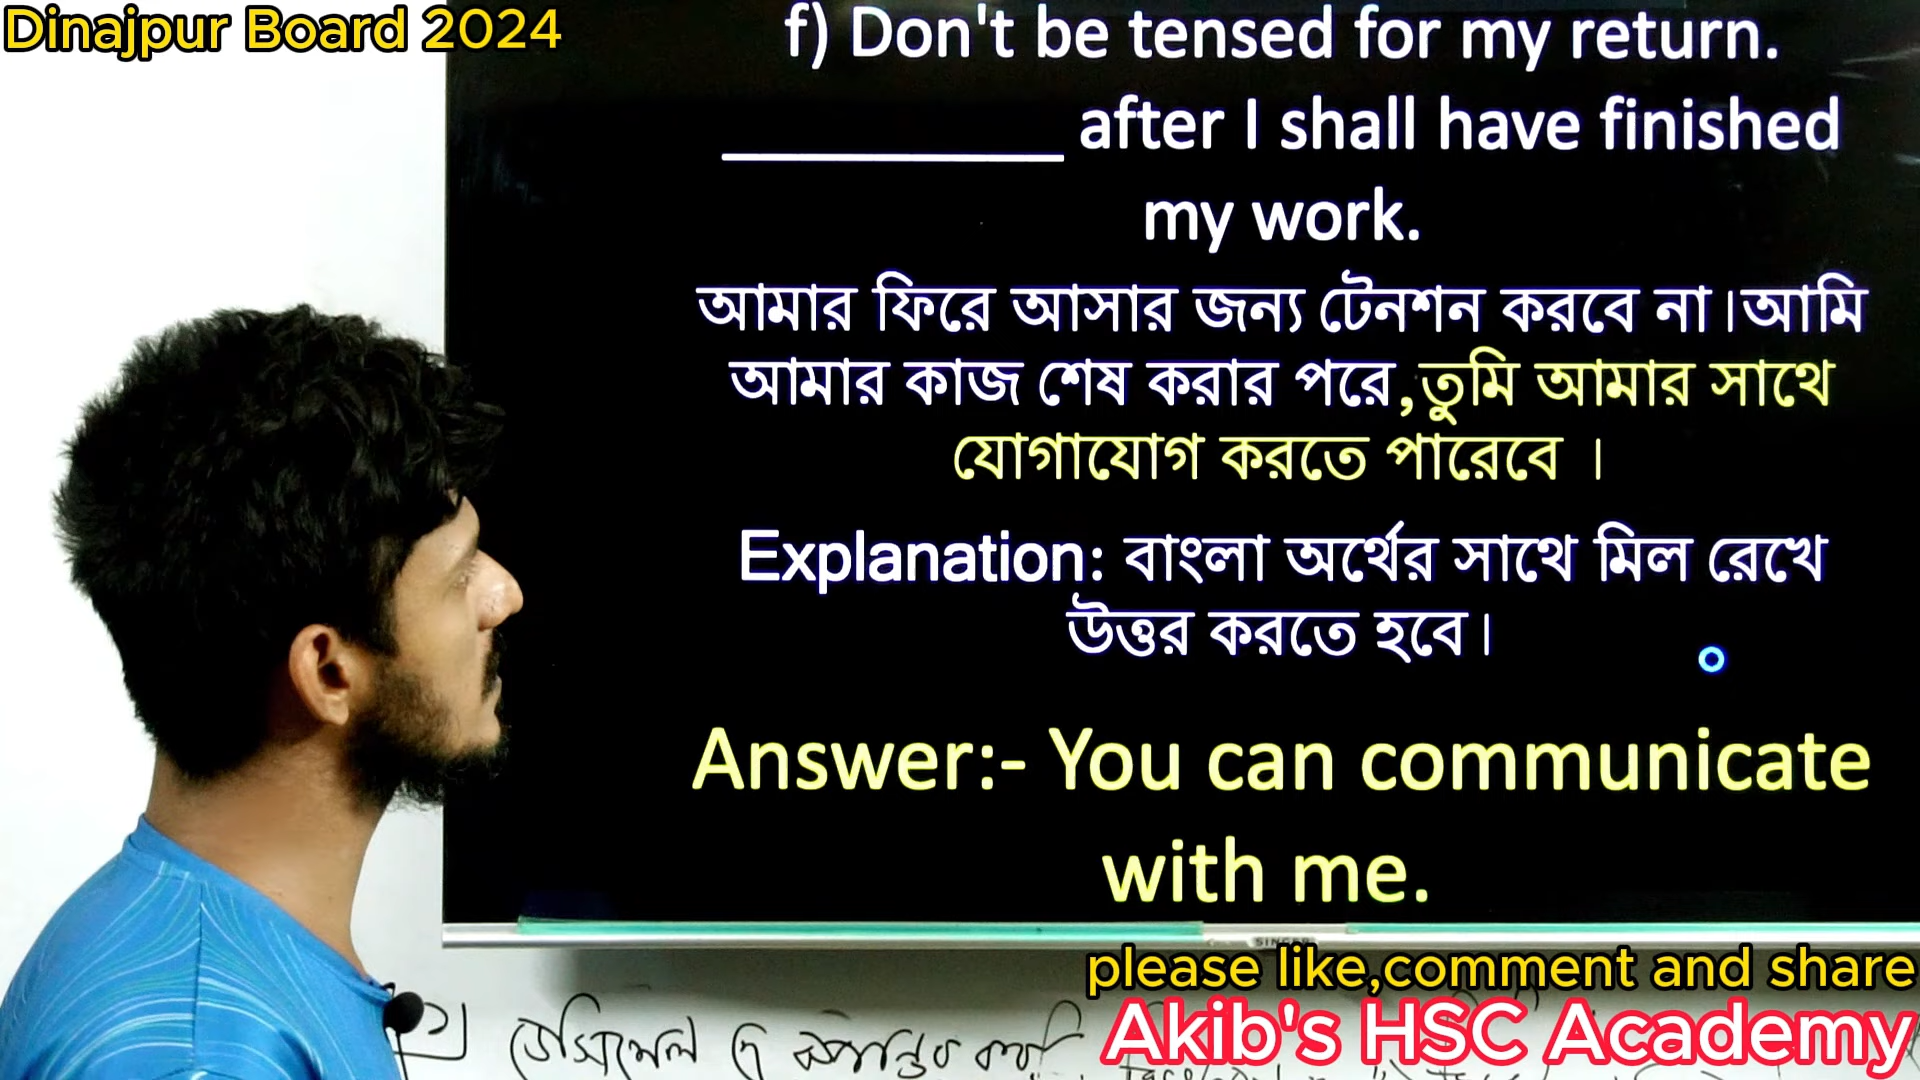 Dinajpur Board 2024
f) Don't be tensed for my return.
__________ after I shall have finished
my work.
আমার ফিরে আসার জন্য টেনশন করবে না।আমি
আমার কাজ শেষ করার পরে,তুমি আমার সাথে
যোগাযোগ করতে পারেবে ।
Explanation: বাংলা অর্থের সাথে মিল রেখে
উত্তর করতে হবে।
Answer:- You can communicate
with me.
SINGER
please like,comment and share
Akib's HSC Academy